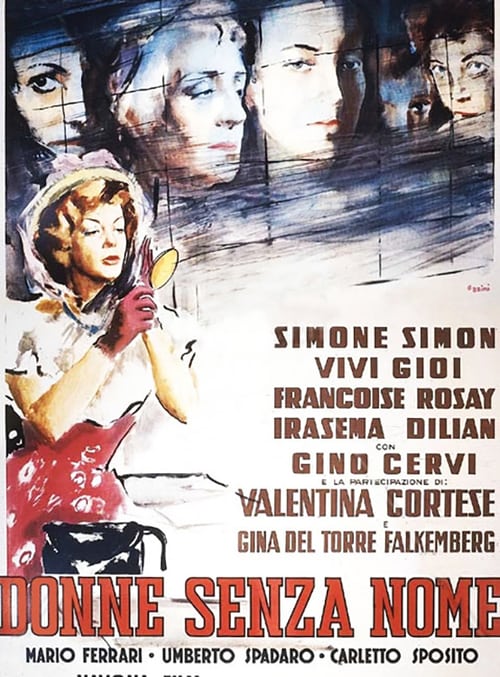 SIMONE SIMON
VIVI GIOI
FRANCOISE ROSAY
IRASEMA DILIAN
CON
GINO CERVI
E LA PARTECIPAZIONE DI:
VALENTINA CORTESE
E
GINA DEL TORRE FALKEMBERG
DONNE SENZA NOME
MARIO FERRARI • UMBERTO SPADARO • CARLETTO SPOSITO